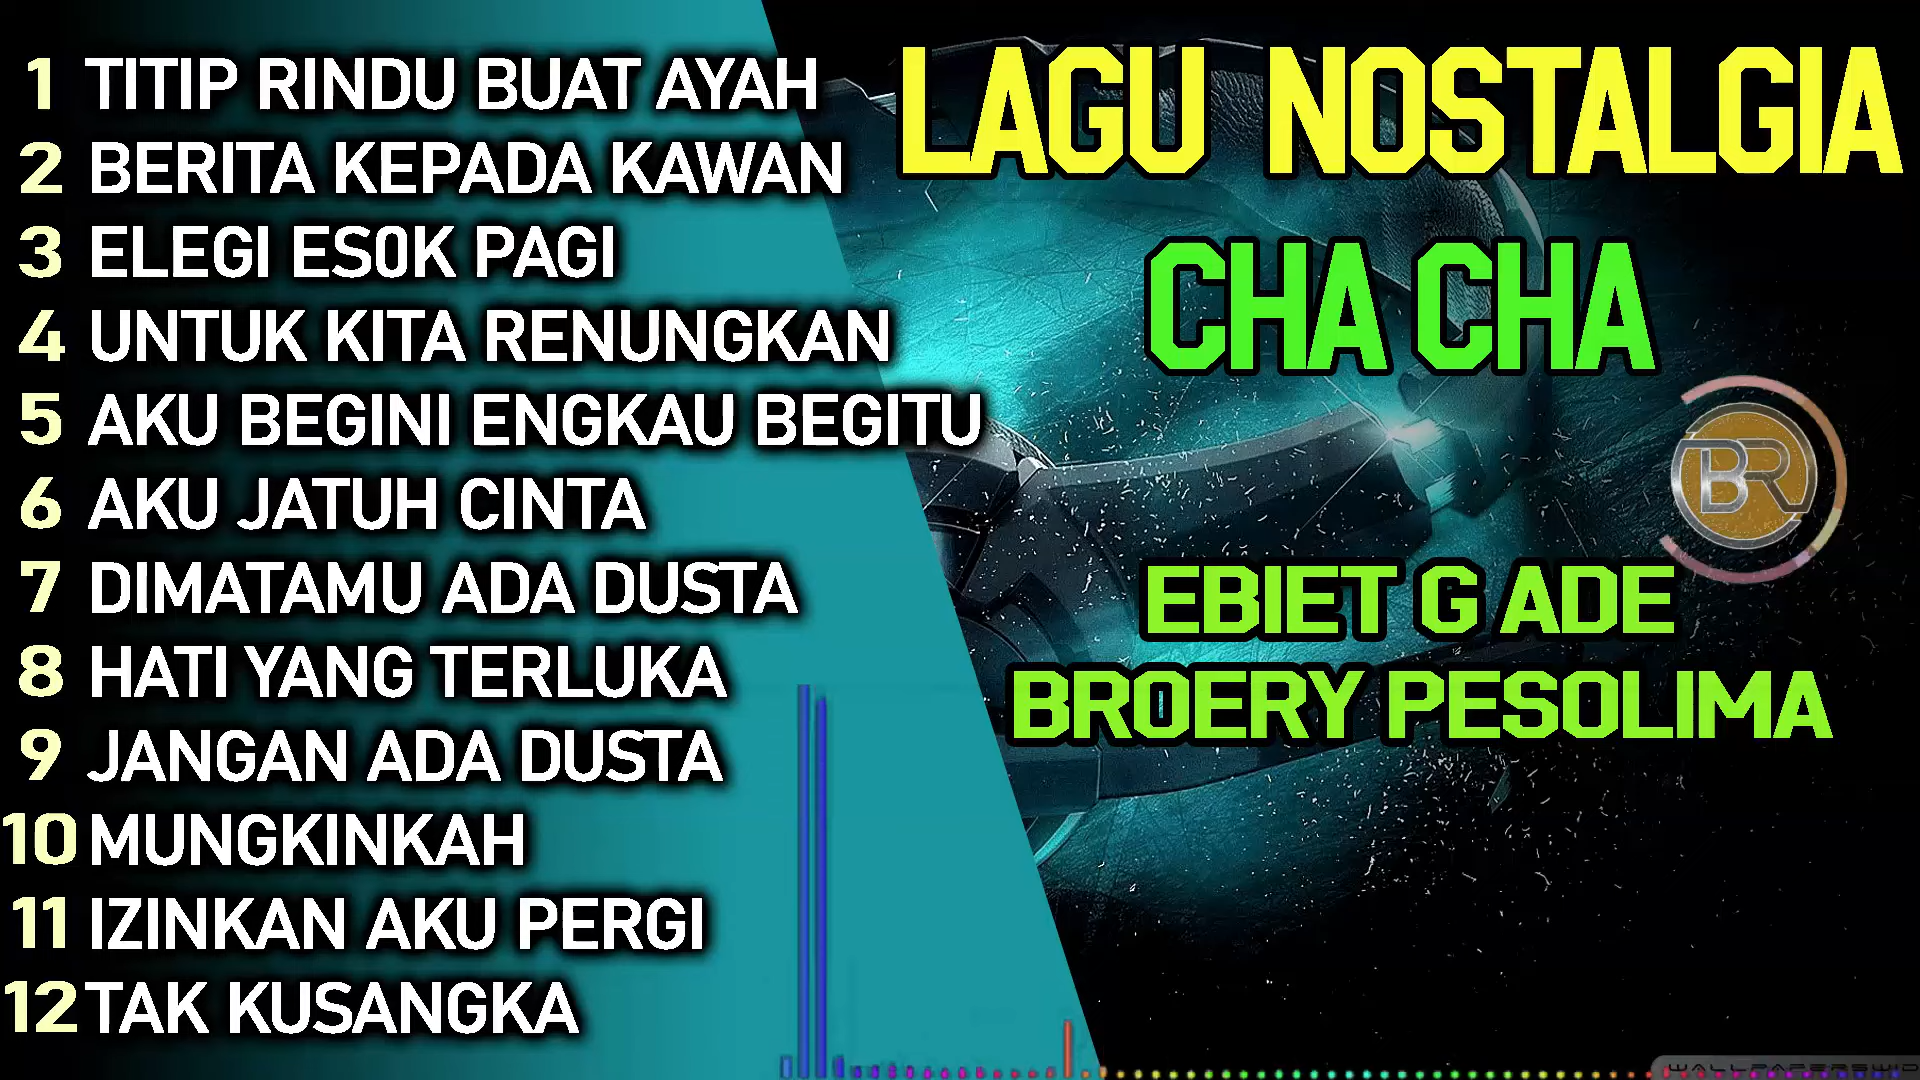 1 TITIP RINDU BUAT AYAH
2 BERITA KEPADA KAWAN
3 ELEGI ES0K PAGI
4 UNTUK KITA RENUNGKAN
5 AKU BEGINI ENGKAU BEGITU
6 AKU JATUH CINTA
7 DIMATAMU ADA DUSTA
8 HATI YANG TERLUKA
9 JANGAN ADA DUSTA
10 MUNGKINKAH
11 IZINKAN AKU PERGI
12 TAK KUSANGKA
LAGU NOSTALGIA
CHA CHA
BR
EBIET G ADE
BROERY PESOLIMA